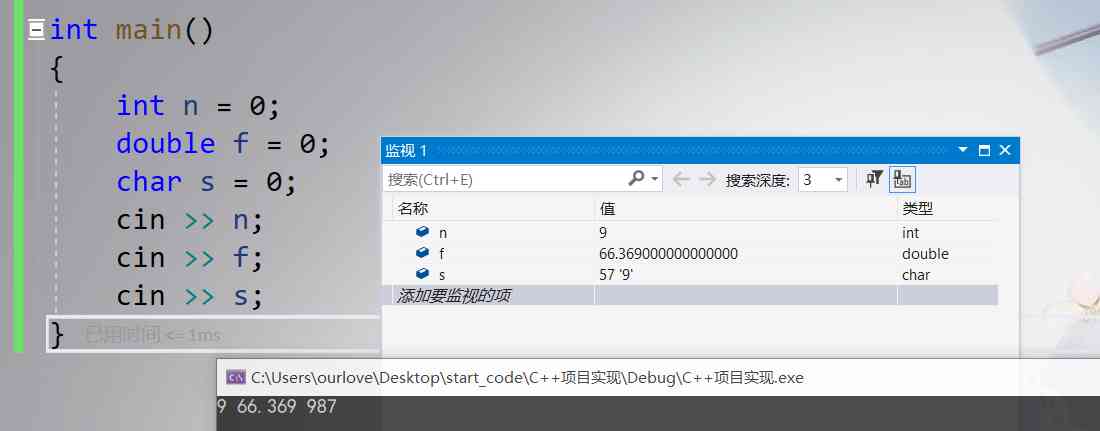 int main()
{
int n = 0;
double f = 0;
char s = 0;
cin >> n;
cin >> f;
cin >> s;
} 已用时间 <= 1ms
监视 1
搜索(Ctrl+E) 搜索深度: 3
名称 值 类型
n 9 int
f 66.369000000000000 double
s 57 '9' char
添加要监视的项
C:\Users\ourlove\Desktop\start_code\C++项目实现\Debug\C++项目实现.exe
9 66.369 987